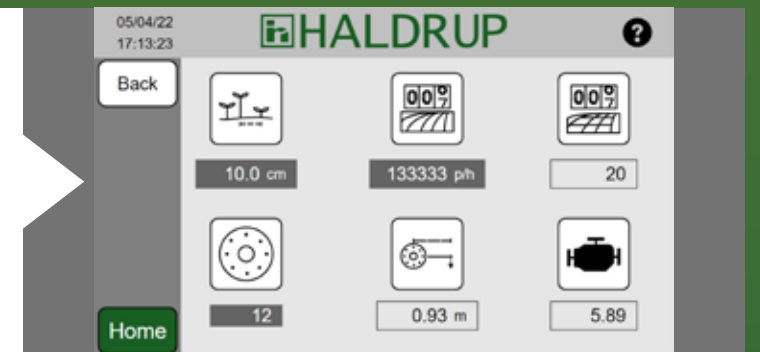 05/04/22
17:13:23
HALDRUP
?
Back
10.0 cm
133333 p/h
20
12
0.93 m
5.89
Home